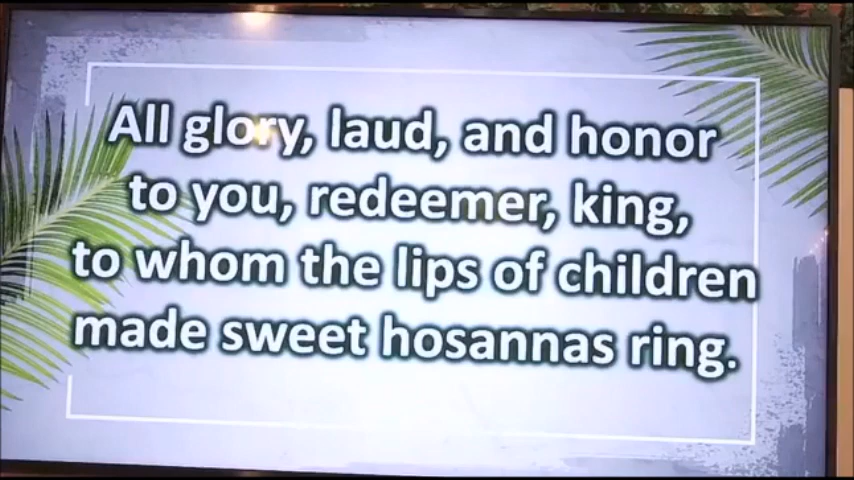 All glory, laud, and honor
to you, redeemer, king,
to whom the lips of children
made sweet hosannas ring.